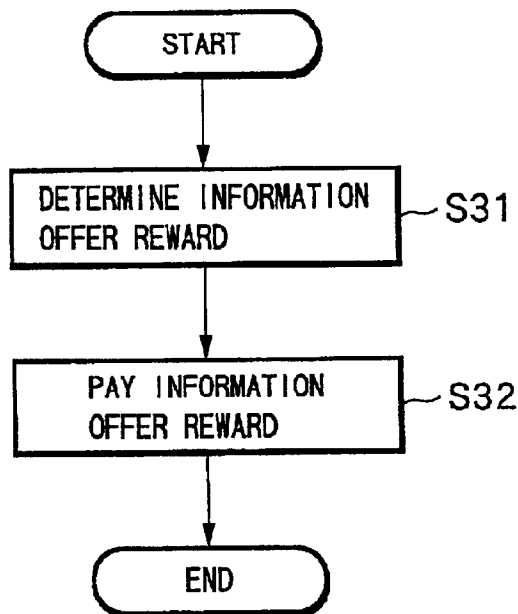 START
DETERMINE INFORMATION
OFFER REWARD
S31
PAY INFORMATION
OFFER REWARD
S32
END